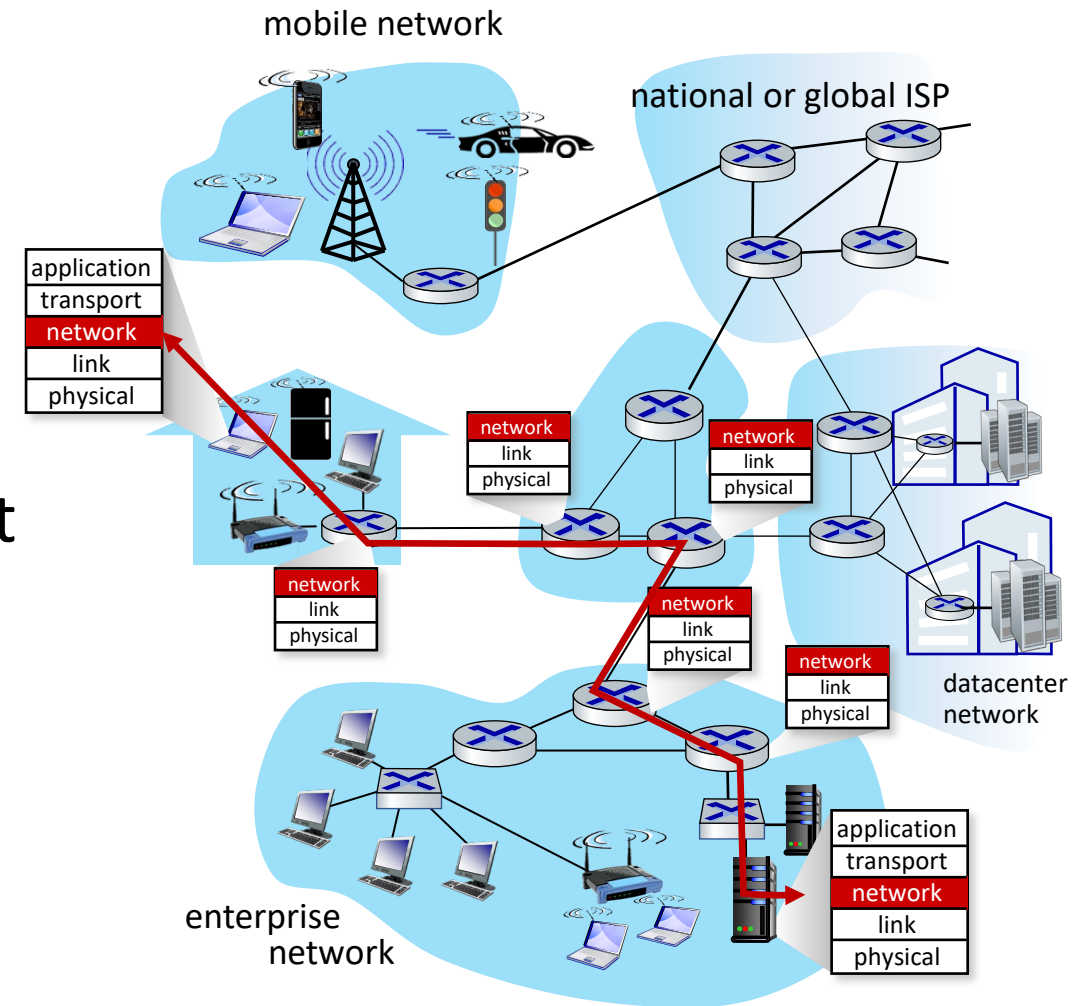 mobile network
national or global ISP
application
transport
network
link
physical
network
link
physical
network
link
physical
t
network
link
physical
network
link
physical
network
link
physical
datacenter
network
application
transport
network
link
physical
enterprise
network